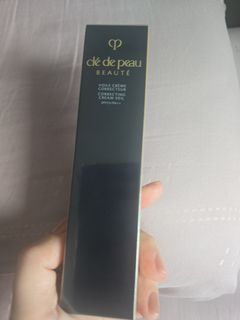 clé de peau
BEAUTÉ
VOILE CRÈME
CORRECTEUR
CORRECTING
CREAM VEIL